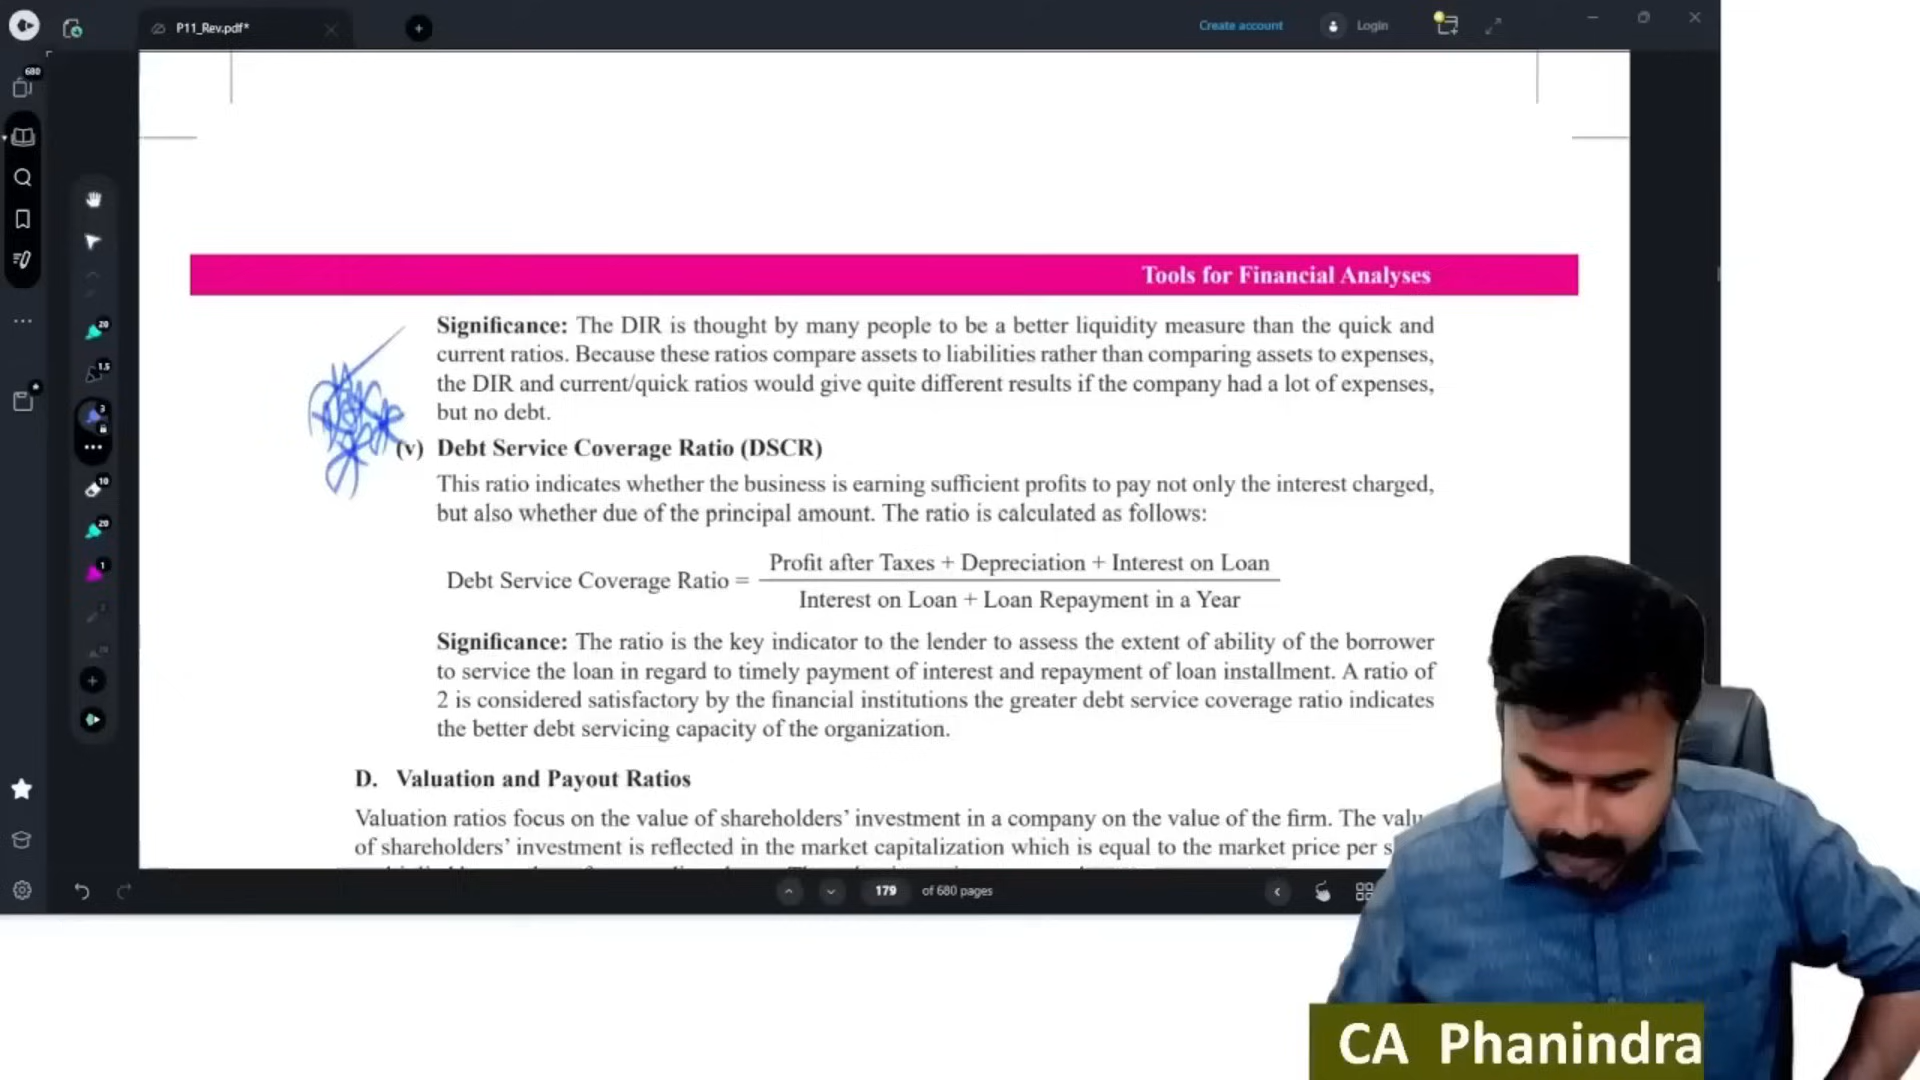 P11_Rev.pdf*
Create account
Login
680
Tools for Financial Analyses
Significance: The DIR is thought by many people to be a better liquidity measure than the quick and
current ratios. Because these ratios compare assets to liabilities rather than comparing assets to expenses,
the DIR and current/quick ratios would give quite different results if the company had a lot of expenses,
but no debt.
(v) Debt Service Coverage Ratio (DSCR)
This ratio indicates whether the business is earning sufficient profits to pay not only the interest charged,
but also whether due of the principal amount. The ratio is calculated as follows:
Debt Service Coverage Ratio = Profit after Taxes + Depreciation + Interest on Loan
Interest on Loan + Loan Repayment in a Year
Significance: The ratio is the key indicator to the lender to assess the extent of ability of the borrower
to service the loan in regard to timely payment of interest and repayment of loan installment. A ratio of
2 is considered satisfactory by the financial institutions the greater debt service coverage ratio indicates
the better debt servicing capacity of the organization.
D. Valuation and Payout Ratios
Valuation ratios focus on the value of shareholders' investment in a company on the value of the firm. The
of shareholders' investment is reflected in the market capitalization which is equal to the market price per
20
1.5
3
10
20
1
179 of 680 pages
CA Phanindra